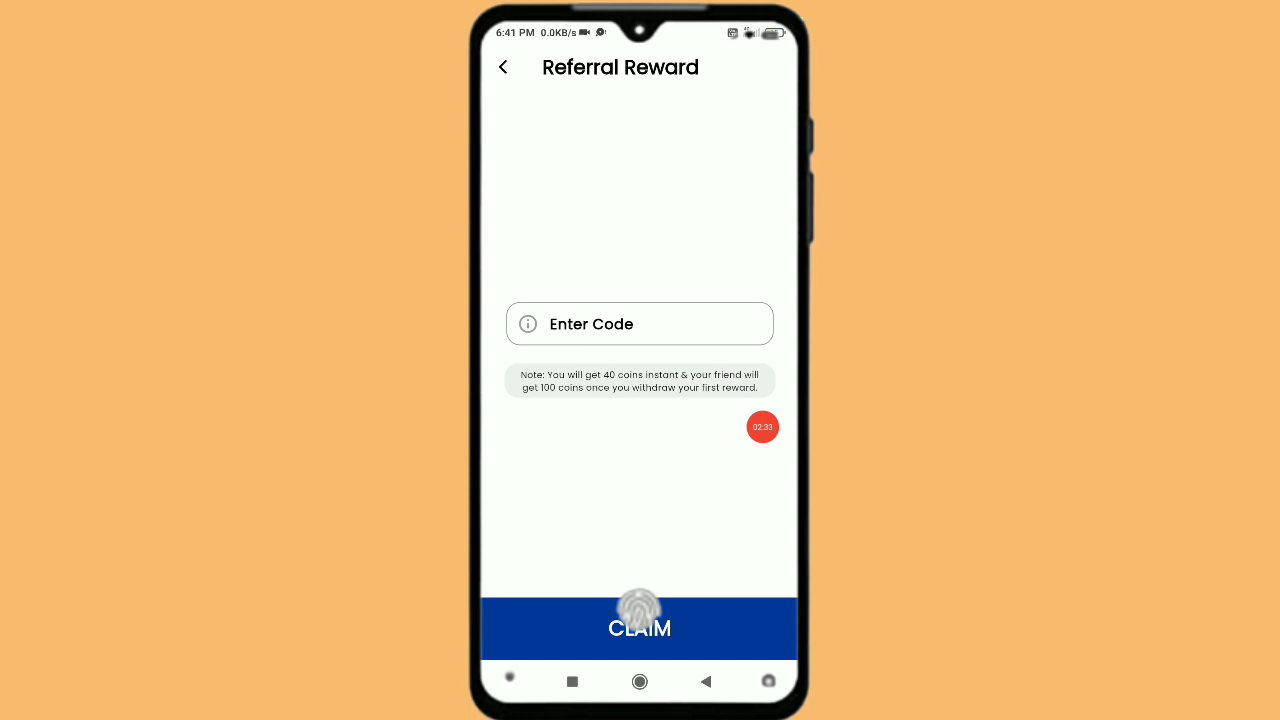 6:41 PM 0.0KB/s
Referral Reward
Enter Code
Note: You will get 40 coins instant & your friend will
get 100 coins once you withdraw your first reward.
02:33
CLAIM